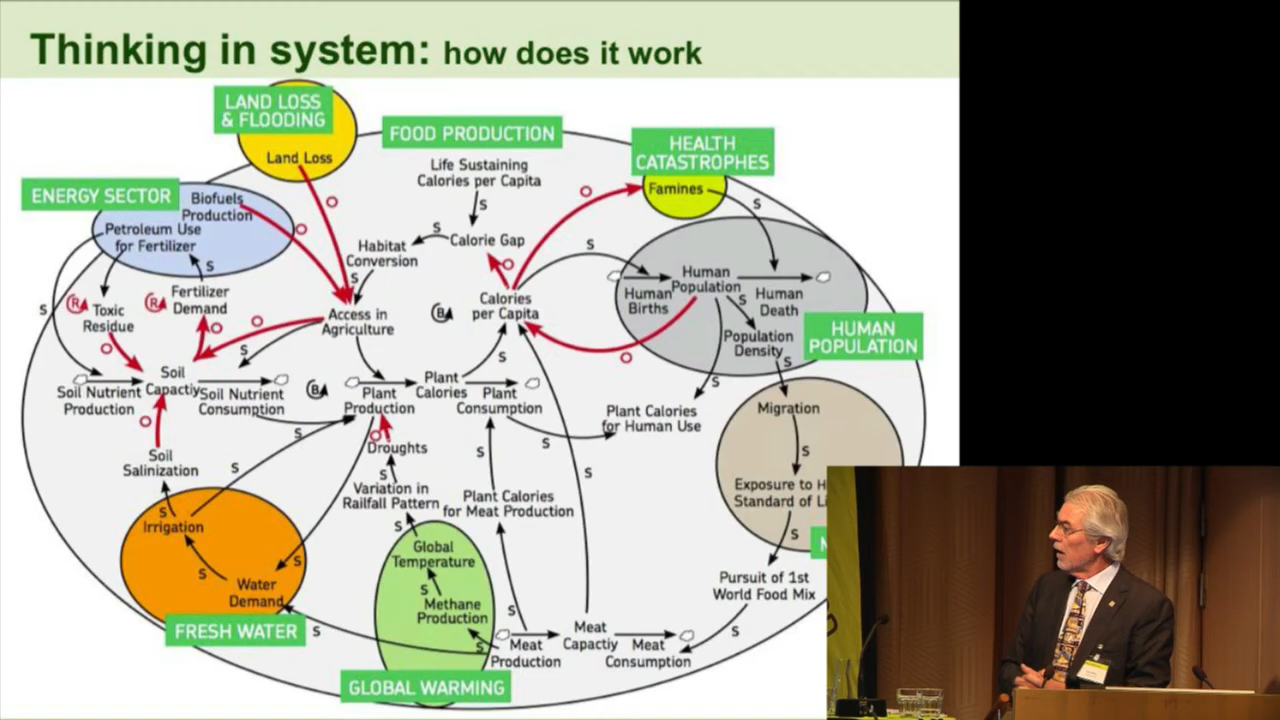 Thinking in system: how does it work
LAND LOSS
& FLOODING
Land Loss
FOOD PRODUCTION
HEALTH
CATASTROPHES
Famines
Life Sustaining
Calories per Capita
ENERGY SECTOR
Biofuels
Production
Petroleum Use
for Fertilizer
S
O
O
O
S
S
S
Calorie Gap
Habitat
Conversion
S
S
O
S
Human
Population
Human
Births
Human
Death
S
S
R
Toxic
Residue
R
Fertilizer
Demand
O
O
O
Access in
Agriculture
B
Calories
per Capita
Population
Density
HUMAN
POPULATION
O
S
S
S
Soil Nutrient
Production
Soil
Capactiy
Soil Nutrient
Consumption
B
Plant
Production
Plant
Calories
Plant
Consumption
S
Plant Calories
for Human Use
Migration
O
S
O
Droughts
S
S
S
S
S
Soil
Salinization
S
Variation in
Railfall Pattern
Plant Calories
for Meat Production
Exposure to H
Standard of Li
S
Irrigation
S
S
S
Global
Temperature
S
Methane
Production
Water
Demand
S
FRESH WATER
S
S
Pursuit of 1st
World Food Mix
S
Meat
Production
Meat
Capactiy
Meat
Consumption
S
GLOBAL WARMING